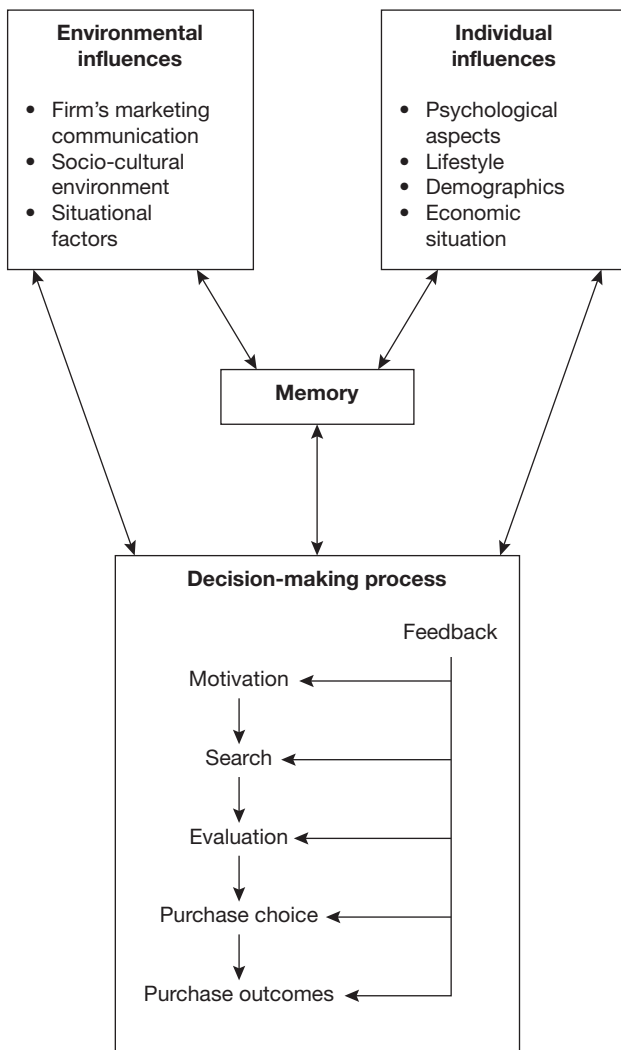 Environmental
influences
• Firm's marketing
communication
• Socio-cultural
environment
• Situational
factors
Individual
influences
• Psychological
aspects
• Lifestyle
• Demographics
• Economic
situation
Memory
Decision-making process
Feedback
Motivation
Search
Evaluation
Purchase choice
Purchase outcomes